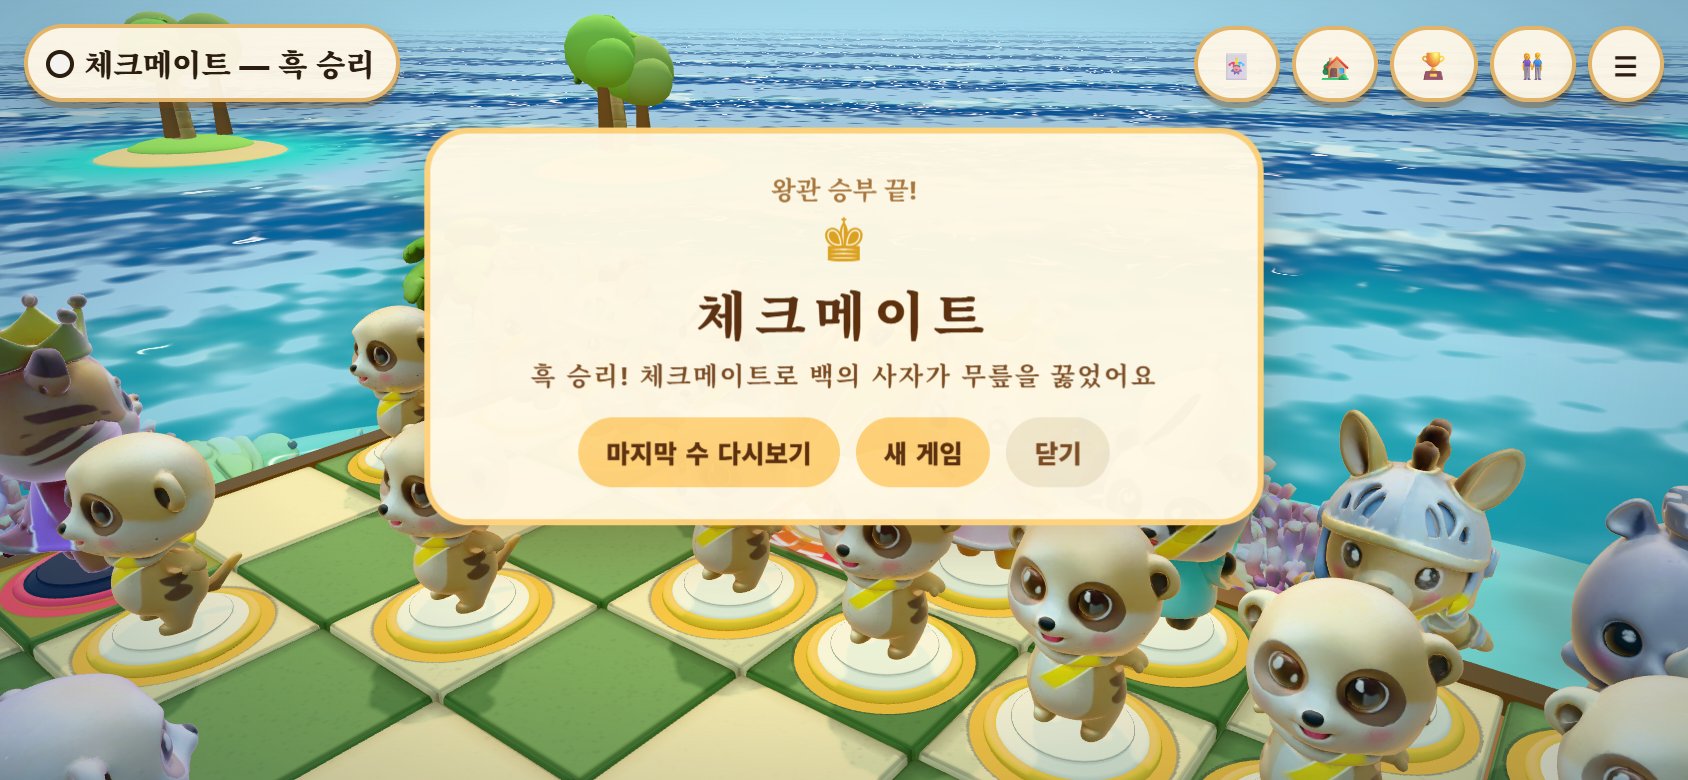 체크메이트 — 흑 승리
왕관 승부 끝!
체크메이트
흑 승리! 체크메이트로 백의 사자가 무릎을 꿇었어요
마지막 수 다시보기
새 게임
닫기